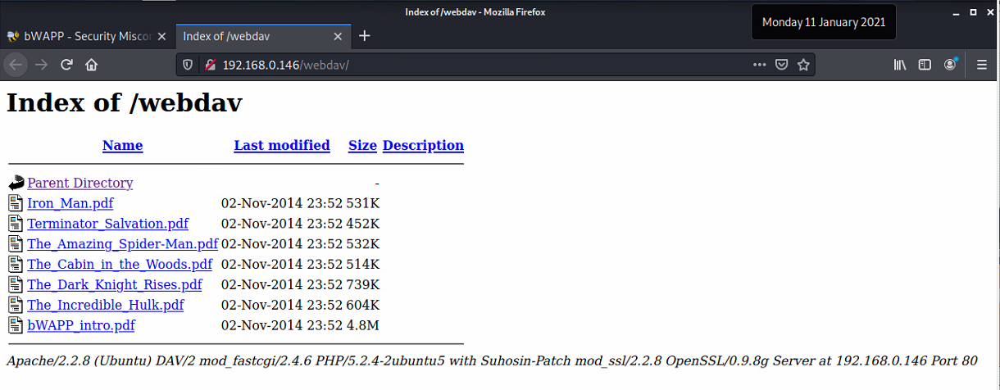 Index of /webdav - Mozilla Firefox
Monday 11 January 2021
bWAPP - Security Miscon
Index of /webdav
192.168.0.146/webdav/
Index of /webdav
Name Last modified Size Description
Parent Directory -
Iron_Man.pdf 02-Nov-2014 23:52 531K
Terminator_Salvation.pdf 02-Nov-2014 23:52 452K
The_Amazing_Spider-Man.pdf 02-Nov-2014 23:52 532K
The_Cabin_in_the_Woods.pdf 02-Nov-2014 23:52 514K
The_Dark_Knight_Rises.pdf 02-Nov-2014 23:52 739K
The_Incredible_Hulk.pdf 02-Nov-2014 23:52 604K
bWAPP_intro.pdf 02-Nov-2014 23:52 4.8M
Apache/2.2.8 (Ubuntu) DAV/2 mod_fastcgi/2.4.6 PHP/5.2.4-2ubuntu5 with Suhosin-Patch mod_ssl/2.2.8 OpenSSL/0.9.8g Server at 192.168.0.146 Port 80